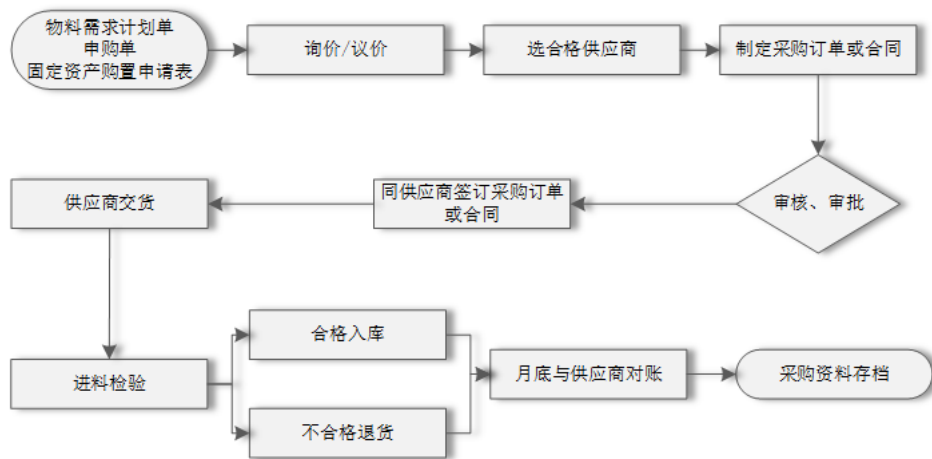 物料需求计划单
申购单
固定资产购置申请表
询价/议价
选合格供应商
制定采购订单或合同
审核、审批
同供应商签订采购订单
或合同
供应商交货
进料检验
合格入库
不合格退货
月底与供应商对账
采购资料存档